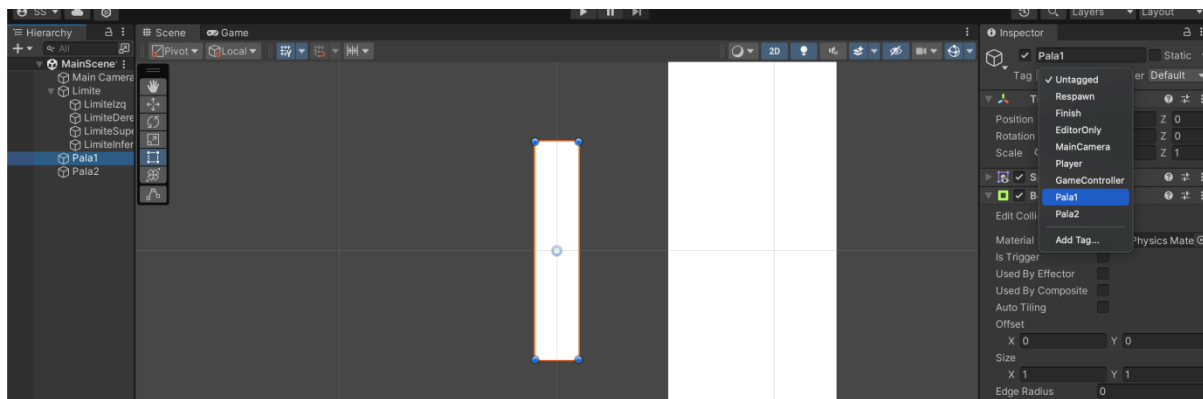 SS
Layers
Layout
Hierarchy
Scene
Game
Inspector
All
Pivot
Local
2D
Pala1
Static
MainScene
Main Camera
Limite
LimiteIzq
LimiteDere
LimiteSupe
LimiteInfer
Pala1
Pala2
Tag
Untagged
er Default
Respawn
Finish
EditorOnly
MainCamera
Player
GameController
Pala1
Pala2
Add Tag...
T
Position
Z 0
Rotation
Z 0
Scale
Z 1
S
B
Edit Colli
Material
Physics Mate
Is Trigger
Used By Effector
Used By Composite
Auto Tiling
Offset
X 0 Y 0
Size
X 1 Y 1
Edge Radius 0